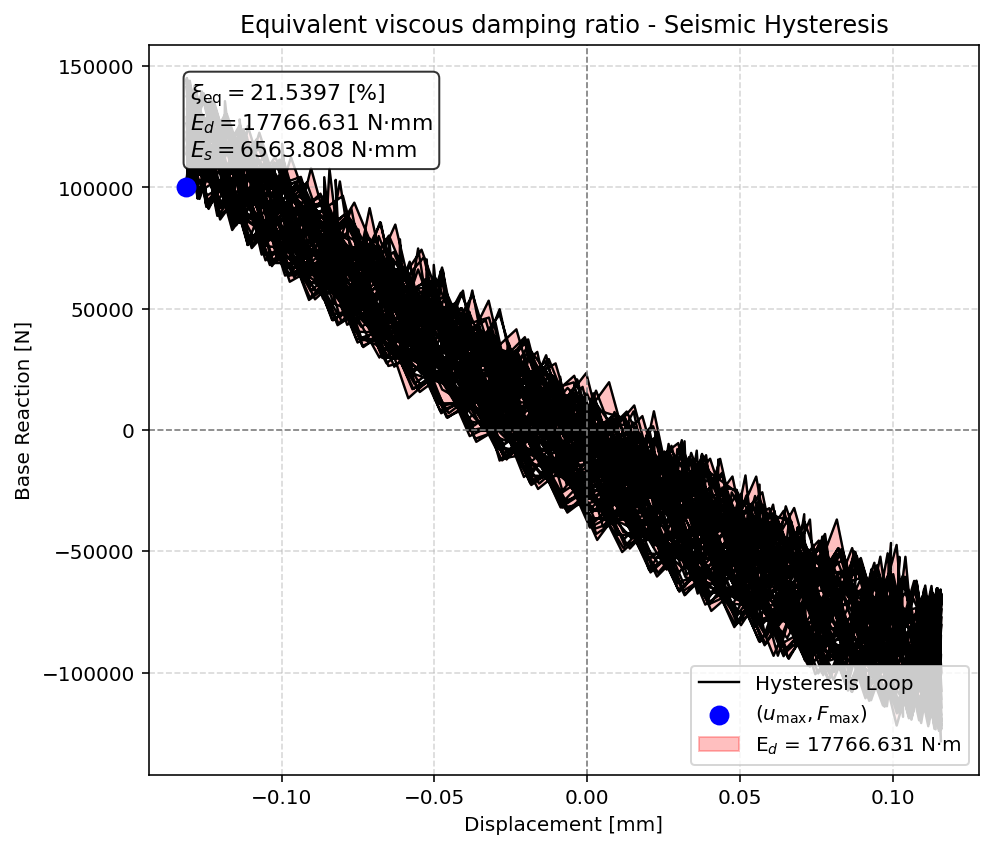 Equivalent viscous damping ratio - Seismic Hysteresis
150000
100000
50000
0
−50000
−100000
Base Reaction [N]
ξeq = 21.5397 [%]
Ed = 17766.631 N·mm
Es = 6563.808 N·mm
Hysteresis Loop
(umax, Fmax)
Ed = 17766.631 N·m
−0.10
−0.05
0.00
0.05
0.10
Displacement [mm]